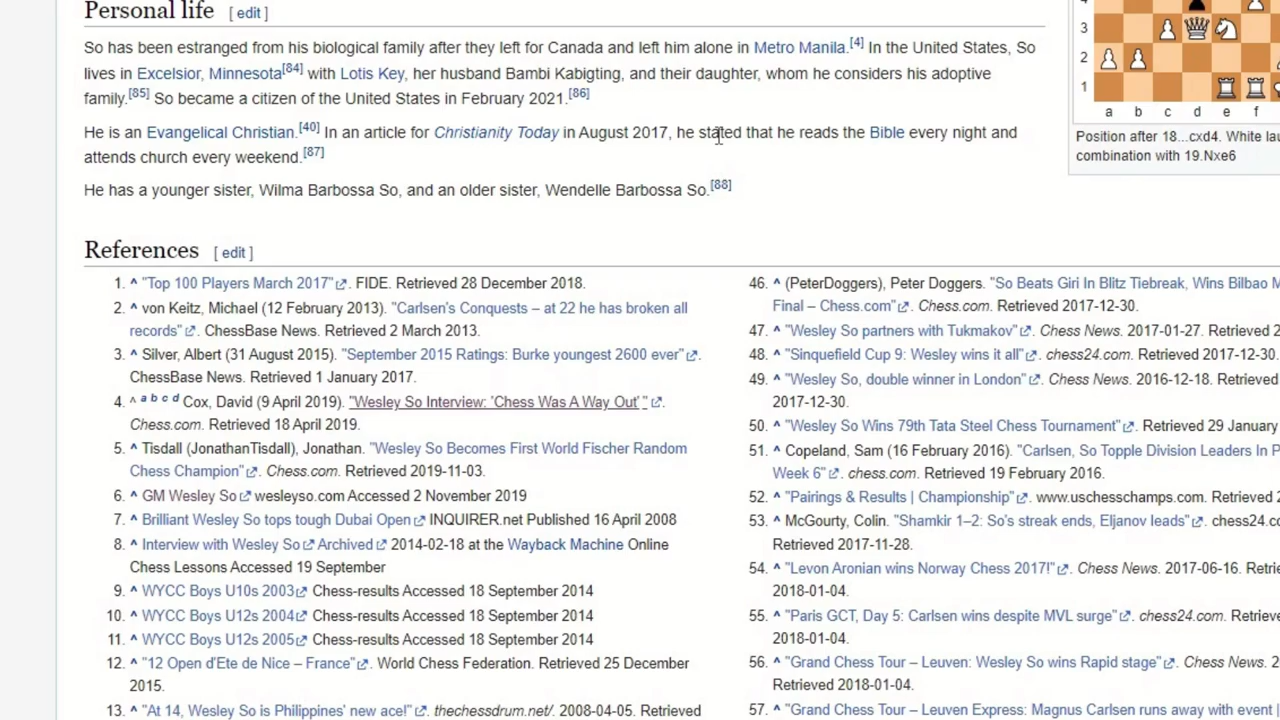 Personal life [ edit ]
So has been estranged from his biological family after they left for Canada and left him alone in Metro Manila.[4] In the United States, So
lives in Excelsior, Minnesota[84] with Lotis Key, her husband Bambi Kabigting, and their daughter, whom he considers his adoptive
family.[85] So became a citizen of the United States in February 2021.[86]
He is an Evangelical Christian.[40] In an article for Christianity Today in August 2017, he stated that he reads the Bible every night and
attends church every weekend.[87]
He has a younger sister, Wilma Barbossa So, and an older sister, Wendelle Barbossa So.[88]
4
3
2
1
a b c d e f
Position after 18...cxd4. White lau
combination with 19.Nxe6
References [ edit ]
1. ^ "Top 100 Players March 2017". FIDE. Retrieved 28 December 2018.
2. ^ von Keitz, Michael (12 February 2013). "Carlsen's Conquests – at 22 he has broken all
records". ChessBase News. Retrieved 2 March 2013.
3. ^ Silver, Albert (31 August 2015). "September 2015 Ratings: Burke youngest 2600 ever".
ChessBase News. Retrieved 1 January 2017.
4. ^ a b c d Cox, David (9 April 2019). "Wesley So Interview: 'Chess Was A Way Out' ".
Chess.com. Retrieved 18 April 2019.
5. ^ Tisdall (JonathanTisdall), Jonathan. "Wesley So Becomes First World Fischer Random
Chess Champion". Chess.com. Retrieved 2019-11-03.
6. ^ GM Wesley So wesleyso.com Accessed 2 November 2019
7. ^ Brilliant Wesley So tops tough Dubai Open INQUIRER.net Published 16 April 2008
8. ^ Interview with Wesley So Archived 2014-02-18 at the Wayback Machine Online
Chess Lessons Accessed 19 September
9. ^ WYCC Boys U10s 2003 Chess-results Accessed 18 September 2014
10. ^ WYCC Boys U12s 2004 Chess-results Accessed 18 September 2014
11. ^ WYCC Boys U12s 2005 Chess-results Accessed 18 September 2014
12. ^ "12 Open d'Ete de Nice – France". World Chess Federation. Retrieved 25 December
2015.
13. ^ "At 14, Wesley So is Philippines' new ace!". thechessdrum.net/. 2008-04-05. Retrieved
46. ^ (PeterDoggers), Peter Doggers. "So Beats Giri In Blitz Tiebreak, Wins Bilbao M
Final – Chess.com". Chess.com. Retrieved 2017-12-30.
47. ^ "Wesley So partners with Tukmakov". Chess News. 2017-01-27. Retrieved 2
48. ^ "Sinquefield Cup 9: Wesley wins it all". chess24.com. Retrieved 2017-12-30.
49. ^ "Wesley So, double winner in London". Chess News. 2016-12-18. Retrieved
2017-12-30.
50. ^ "Wesley So Wins 79th Tata Steel Chess Tournament". Retrieved 29 January
51. ^ Copeland, Sam (16 February 2016). "Carlsen, So Topple Division Leaders In P
Week 6". chess.com. Retrieved 19 February 2016.
52. ^ "Pairings & Results | Championship". www.uschesschamps.com. Retrieved 2
53. ^ McGourty, Colin. "Shamkir 1–2: So's streak ends, Eljanov leads". chess24.co
Retrieved 2017-11-28.
54. ^ "Levon Aronian wins Norway Chess 2017!". Chess News. 2017-06-16. Retrie
2018-01-04.
55. ^ "Paris GCT, Day 5: Carlsen wins despite MVL surge". chess24.com. Retrieved
2018-01-04.
56. ^ "Grand Chess Tour – Leuven: Wesley So wins Rapid stage". Chess News. 2
Retrieved 2018-01-04.
57. ^ "Grand Chess Tour – Leuven Express: Magnus Carlsen runs away with event |